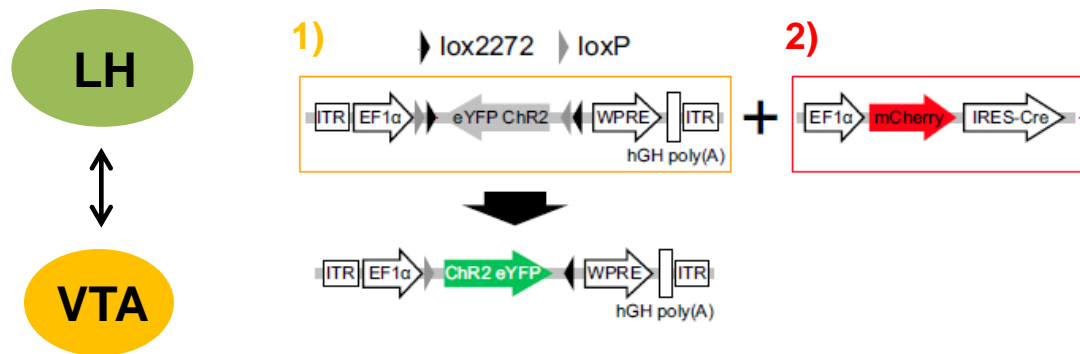 LH
VTA
1)
lox2272 loxP
ITR EF1α eYFP ChR2 WPRE ITR
hGH poly(A)
+
2)
EF1α mCherry IRES-Cre
ITR EF1α ChR2 eYFP WPRE ITR
hGH poly(A)